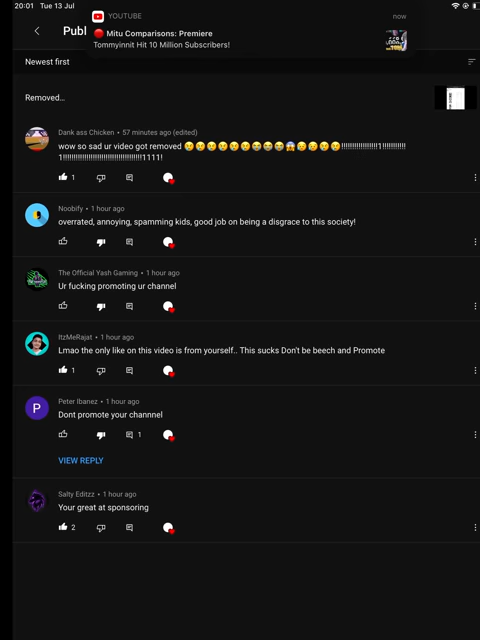 20:01 Tue 13 Jul
YOUTUBE now
🔴 Mitu Comparisons: Premiere
Tommyinnit Hit 10 Million Subscribers!
Publ
Newest first
Removed…
Dank ass Chicken • 57 minutes ago (edited)
wow so sad ur video got removed 😢😢😢😢😢😢😭😭😭😱😥😥😢😢!!!!!!!!!!!!!!!!1!!!!!!!!!!
1!!!!!!!!!!!!!!!!!!!!!!!!!!!!!!!!!!!!1111!
1
Noobify • 1 hour ago
overrated, annoying, spamming kids, good job on being a disgrace to this society!
The Official Yash Gaming • 1 hour ago
Ur fucking promoting ur channel
ItzMeRajat • 1 hour ago
Lmao the only like on this video is from yourself.. This sucks Don't be beech and Promote
1
P
Peter Ibanez • 1 hour ago
Dont promote your channnel
1
VIEW REPLY
Salty Editzz • 1 hour ago
Your great at sponsoring
2